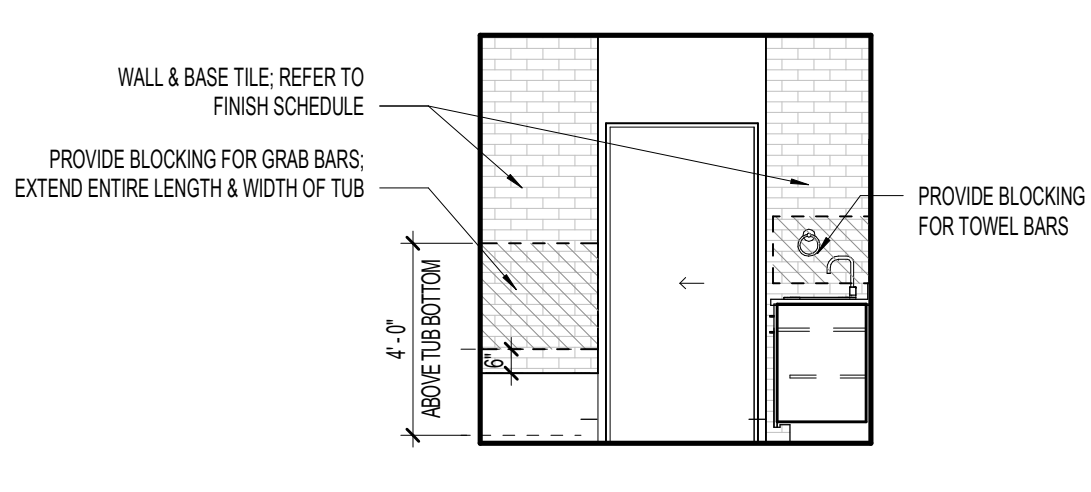 WALL & BASE TILE; REFER TO
FINISH SCHEDULE
PROVIDE BLOCKING FOR GRAB BARS;
EXTEND ENTIRE LENGTH & WIDTH OF TUB
PROVIDE BLOCKING
FOR TOWEL BARS
4' - 0"
ABOVE TUB BOTTOM
6"